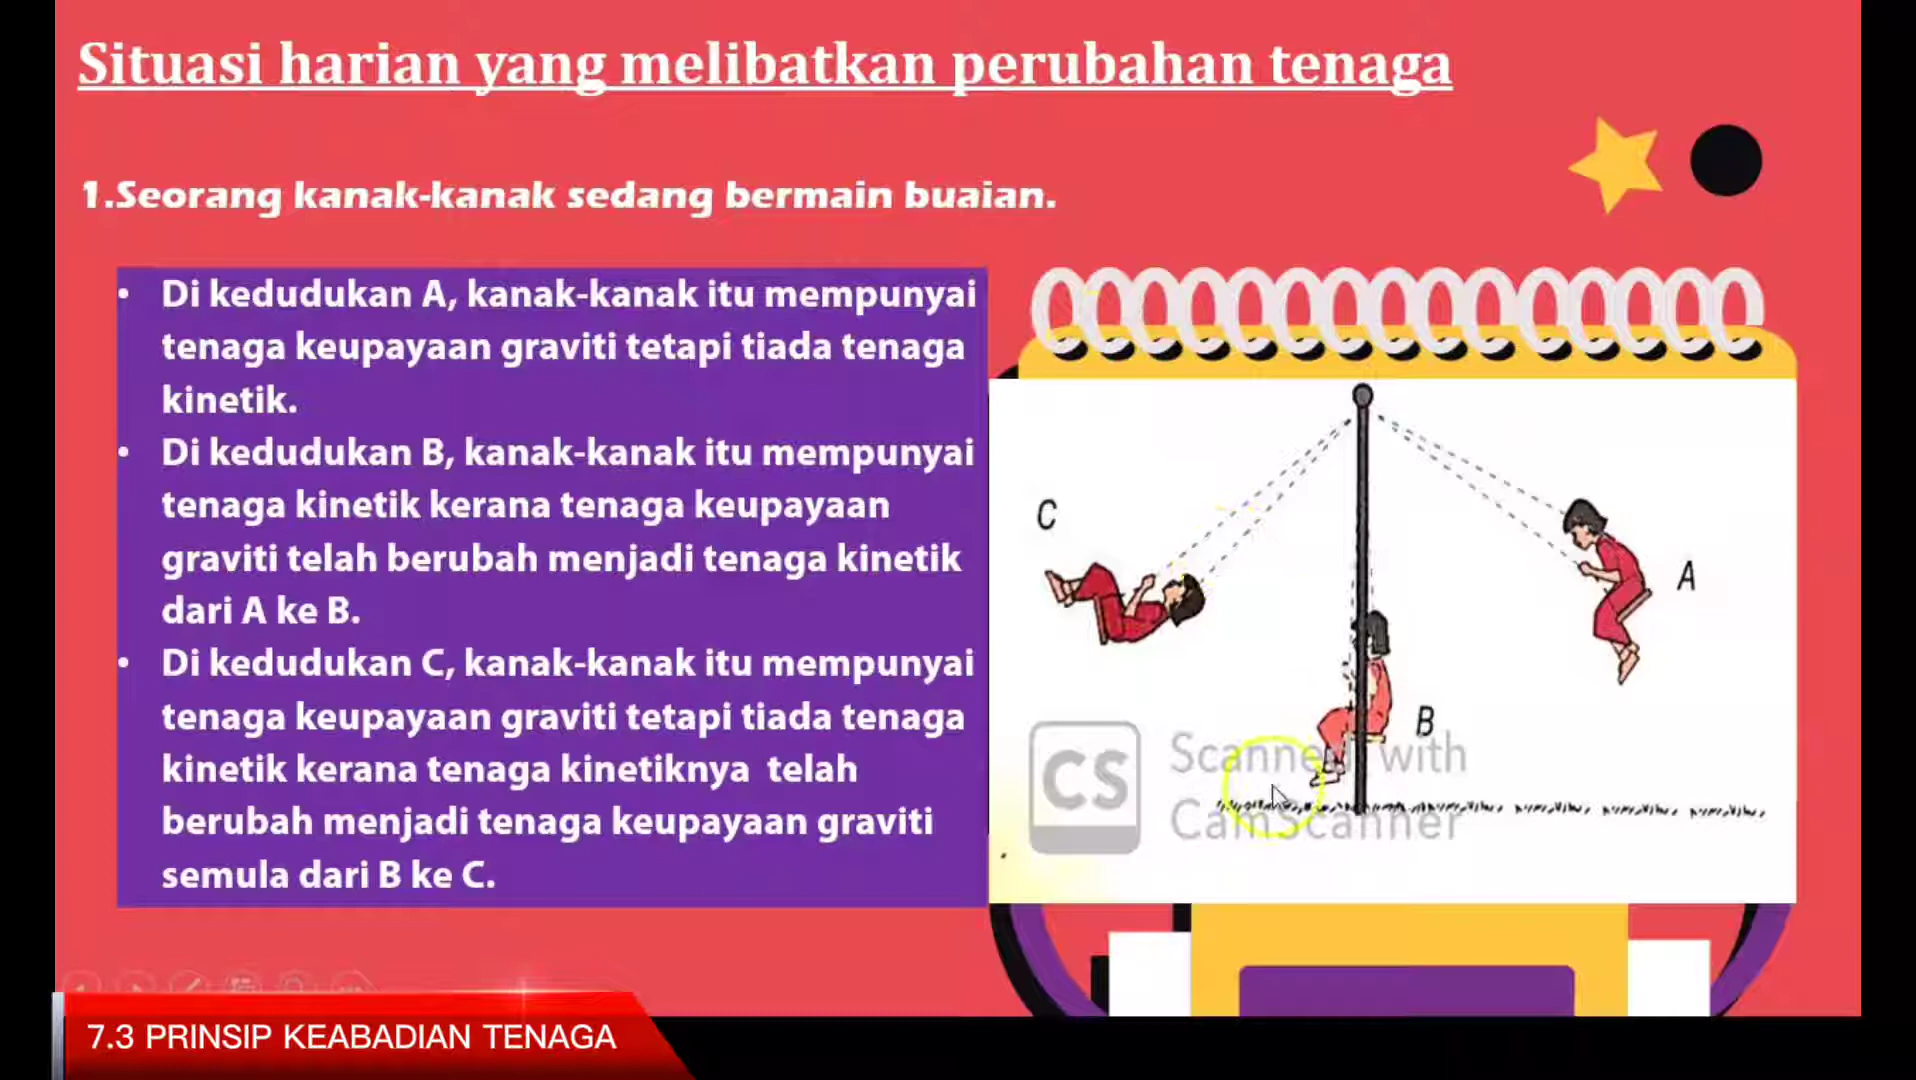 Situasi harian yang melibatkan perubahan tenaga
1.Seorang kanak-kanak sedang bermain buaian.
• Di kedudukan A, kanak-kanak itu mempunyai
tenaga keupayaan graviti tetapi tiada tenaga
kinetik.
• Di kedudukan B, kanak-kanak itu mempunyai
tenaga kinetik kerana tenaga keupayaan
graviti telah berubah menjadi tenaga kinetik
dari A ke B.
• Di kedudukan C, kanak-kanak itu mempunyai
tenaga keupayaan graviti tetapi tiada tenaga
kinetik kerana tenaga kinetiknya telah
berubah menjadi tenaga keupayaan graviti
semula dari B ke C.
C
A
B
CS
Scanned with
CamScanner
7.3 PRINSIP KEABADIAN TENAGA